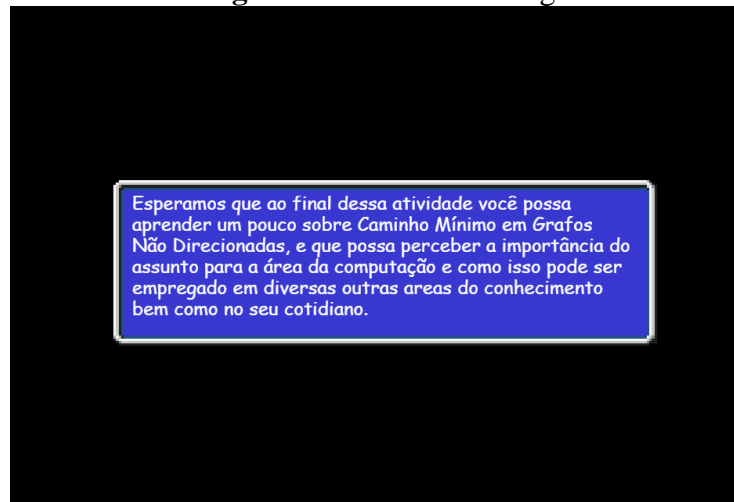 Esperamos que ao final dessa atividade você possa
aprender um pouco sobre Caminho Mínimo em Grafos
Não Direcionadas, e que possa perceber a importância do
assunto para a área da computação e como isso pode ser
empregado em diversas outras areas do conhecimento
bem como no seu cotidiano.